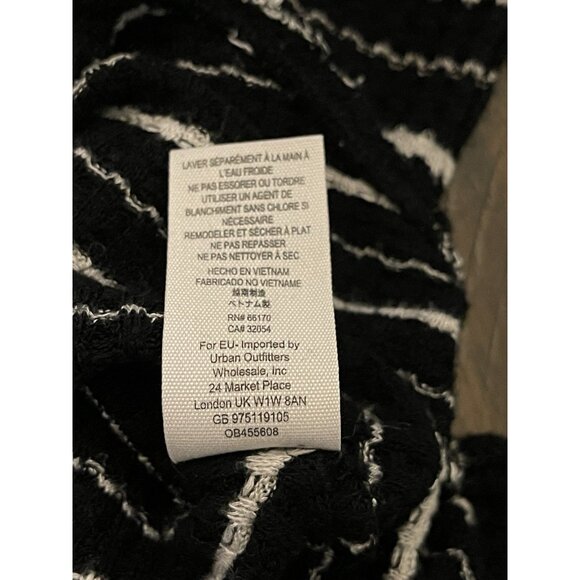 LAVER SÉPARÉMENT À LA MAIN À
L'EAU FROIDE
NE PAS ESSORER OU TORDRE
UTILISER UN AGENT DE
BLANCHIMENT SANS CHLORE SI
NÉCESSAIRE
REMODELER ET SÉCHER À PLAT
NE PAS REPASSER
NE PAS NETTOYER À SEC
HECHO EN VIETNAM
FABRICADO NO VIETNAME
越南制造
ベトナム製
RN# 66170
CA# 32054
For EU- Imported by
Urban Outfitters
Wholesale, Inc
24 Market Place
London UK W1W 8AN
GB 975119105
OB455608